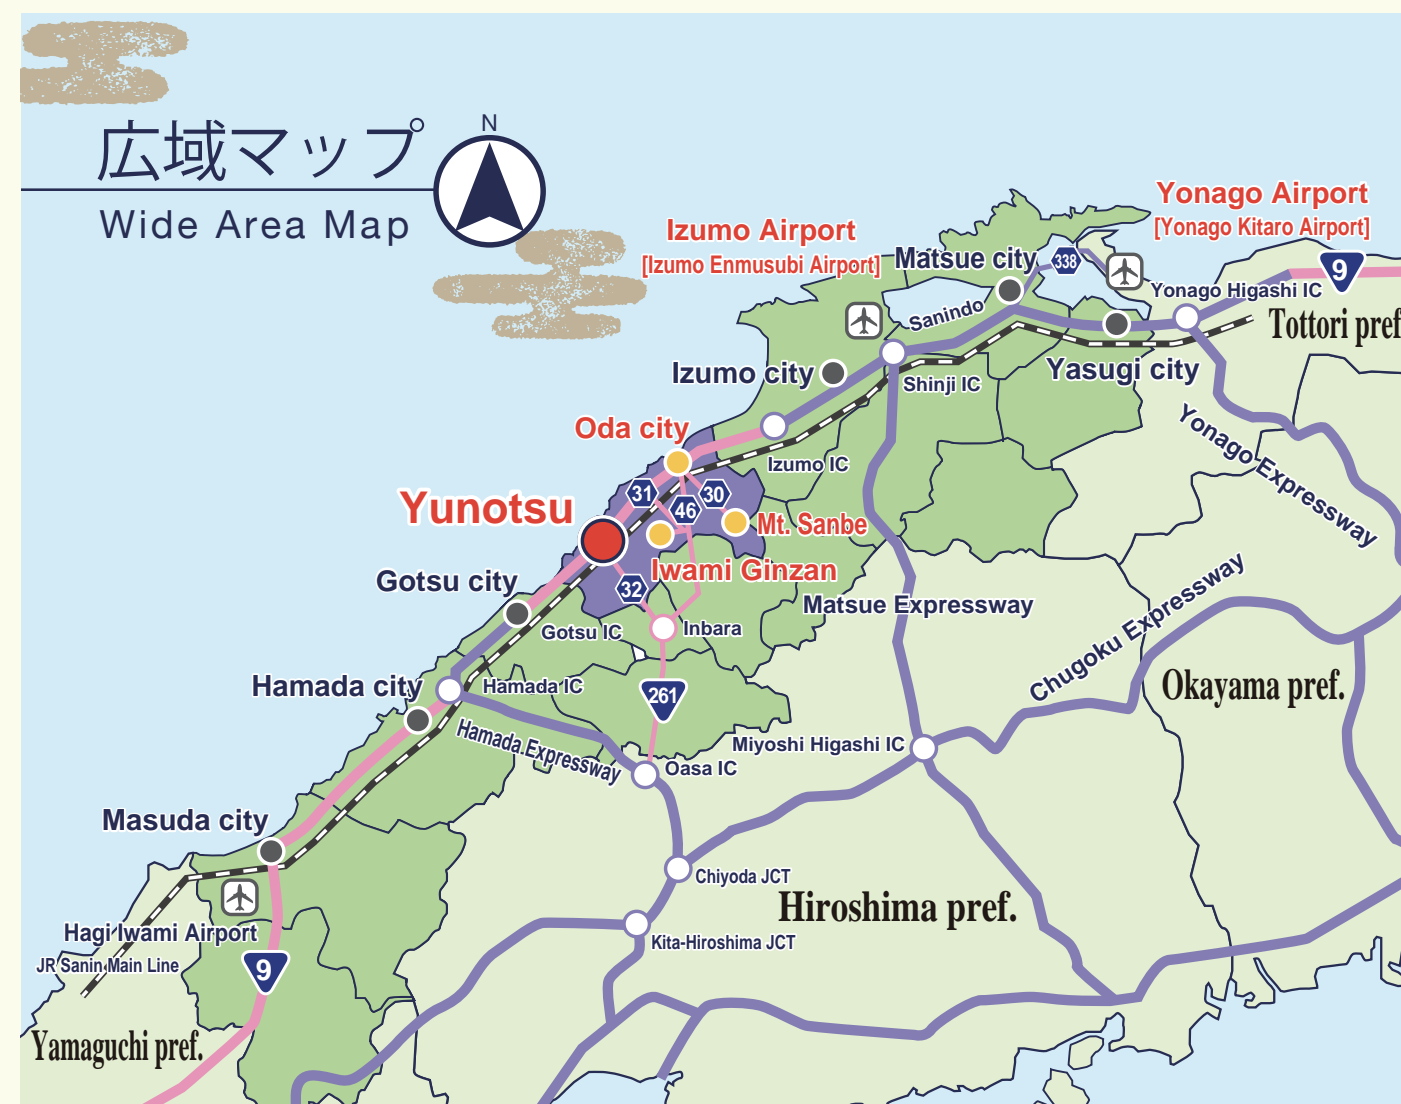 広域マップ
Wide Area Map
N
Yonago Airport
[Yonago Kitaro Airport]
Izumo Airport
[Izumo Enmusubi Airport]
Matsue city
338
9
Yonago Higashi IC
Sanindo
Tottori pref
Izumo city
Shinji IC
Yasugi city
Oda city
Yonago Expressway
Izumo IC
31
30
46
Yunotsu
Mt. Sanbe
Iwami Ginzan
Gotsu city
32
Matsue Expressway
Chugoku Expressway
Gotsu IC
Inbara
Hamada city
Hamada IC
261
Okayama pref.
Hamada Expressway
Miyoshi Higashi IC
Oasa IC
Masuda city
Chiyoda JCT
Hiroshima pref.
Hagi Iwami Airport
Kita-Hiroshima JCT
JR Sanin Main Line
9
Yamaguchi pref.